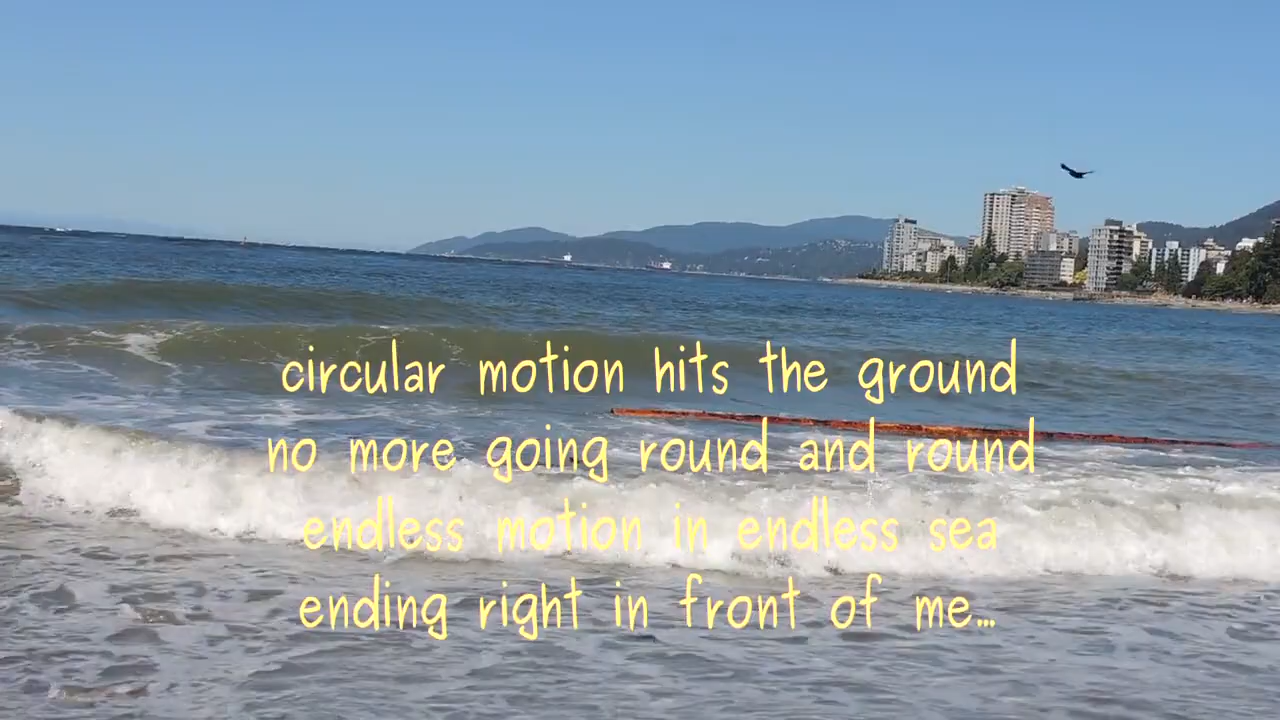 circular motion hits the ground
no more going round and round
endless motion in endless sea
ending right in front of me...